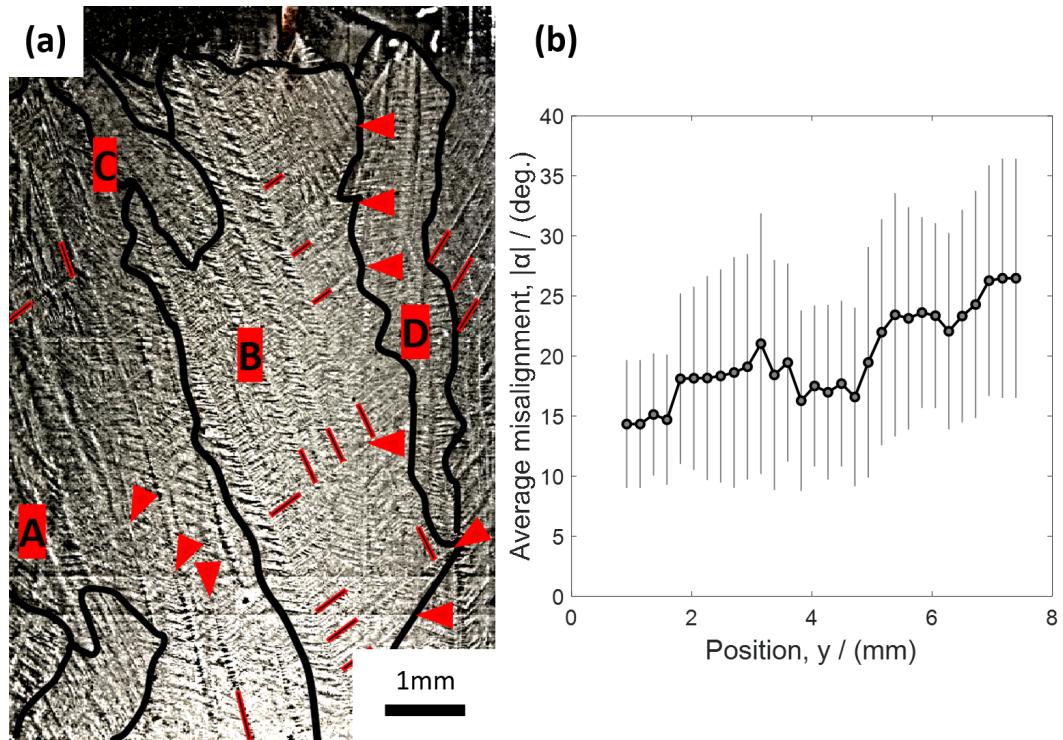 (a)
C
B
D
A
1mm
(b)
40
35
30
25
20
15
10
5
0
0 2 4 6 8
Average misalignment, |α| / (deg.)
Position, y / (mm)